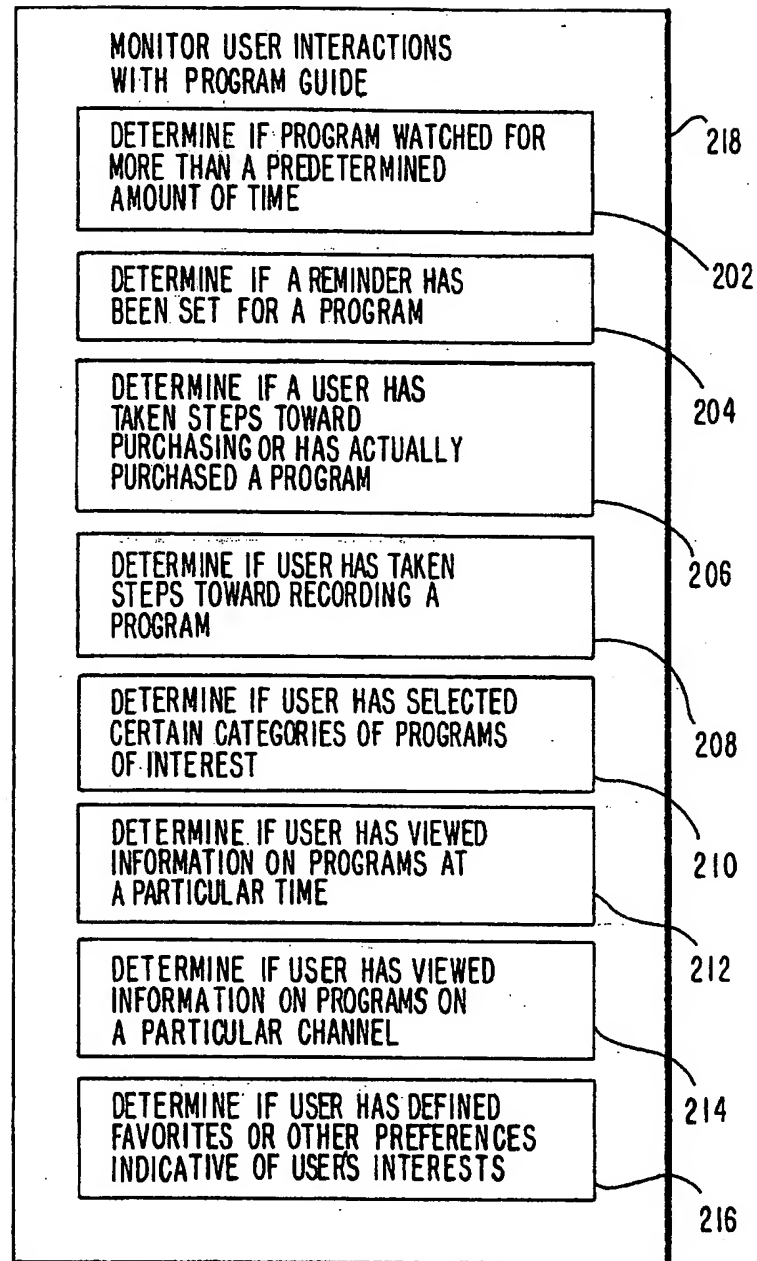 MONITOR USER INTERACTIONS
WITH PROGRAM GUIDE
218
DETERMINE IF PROGRAM WATCHED FOR
MORE THAN A PREDETERMINED
AMOUNT OF TIME
202
DETERMINE IF A REMINDER HAS
BEEN SET FOR A PROGRAM
204
DETERMINE IF A USER HAS
TAKEN STEPS TOWARD
PURCHASING OR HAS ACTUALLY
PURCHASED A PROGRAM
206
DETERMINE IF USER HAS TAKEN
STEPS TOWARD RECORDING A
PROGRAM
208
DETERMINE IF USER HAS SELECTED
CERTAIN CATEGORIES OF PROGRAMS
OF INTEREST
210
DETERMINE IF USER HAS VIEWED
INFORMATION ON PROGRAMS AT
A PARTICULAR TIME
212
DETERMINE IF USER HAS VIEWED
INFORMATION ON PROGRAMS ON
A PARTICULAR CHANNEL
214
DETERMINE IF USER HAS DEFINED
FAVORITES OR OTHER PREFERENCES
INDICATIVE OF USER'S INTERESTS
216